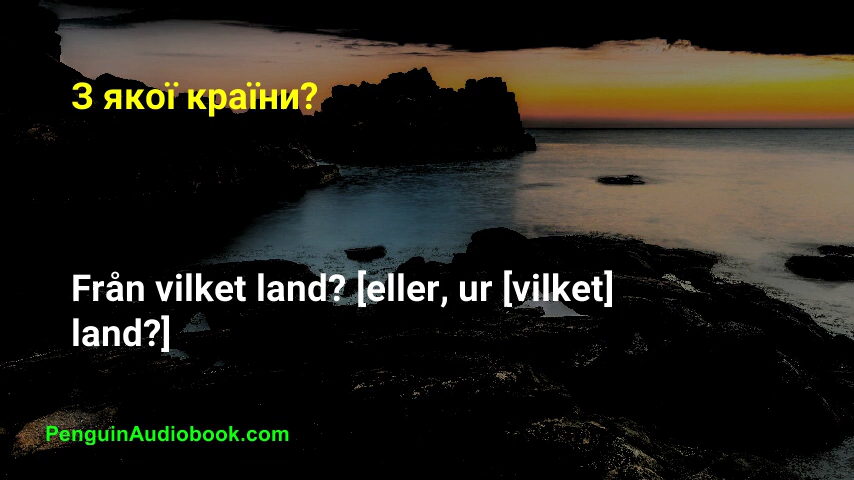 З якої країни?
Från vilket land? [eller, ur [vilket]
land?]
PenguinAudiobook.com